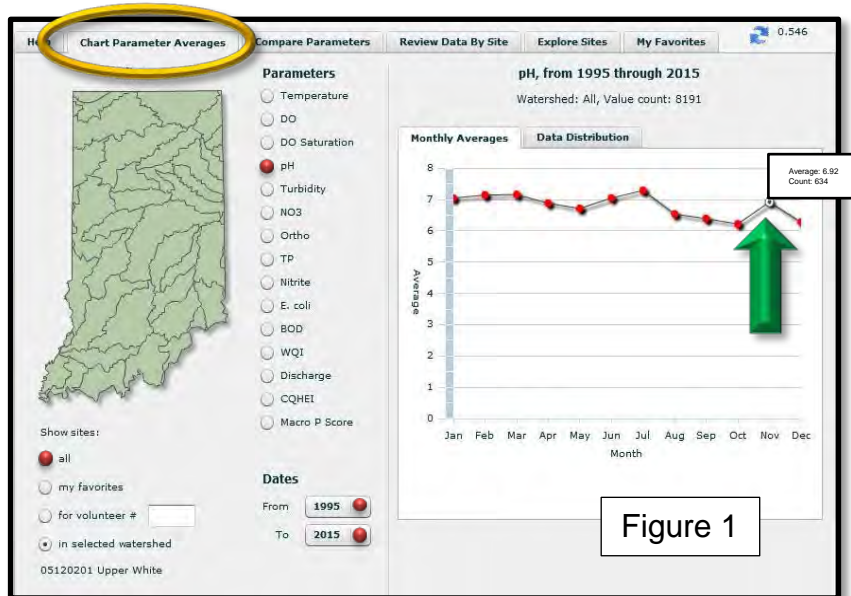 Chart Parameter Averages
Compare Parameters
Review Data By Site
Explore Sites
My Favorites
0.546
Parameters
Temperature
DO
DO Saturation
pH
Turbidity
NO3
Ortho
TP
Nitrite
E. coli
BOD
WQI
Discharge
CQHEI
Macro P Score
Show sites:
all
my favorites
for volunteer #
in selected watershed
05120201 Upper White
Dates
From 1995
To 2015
pH, from 1995 through 2015
Watershed: All, Value count: 8191
Monthly Averages
Data Distribution
Average: 6.92
Count: 634
8
7
6
5
4
3
2
1
0
Average
Jan Feb Mar Apr May Jun Jul Aug Sep Oct Nov Dec
Month
Figure 1